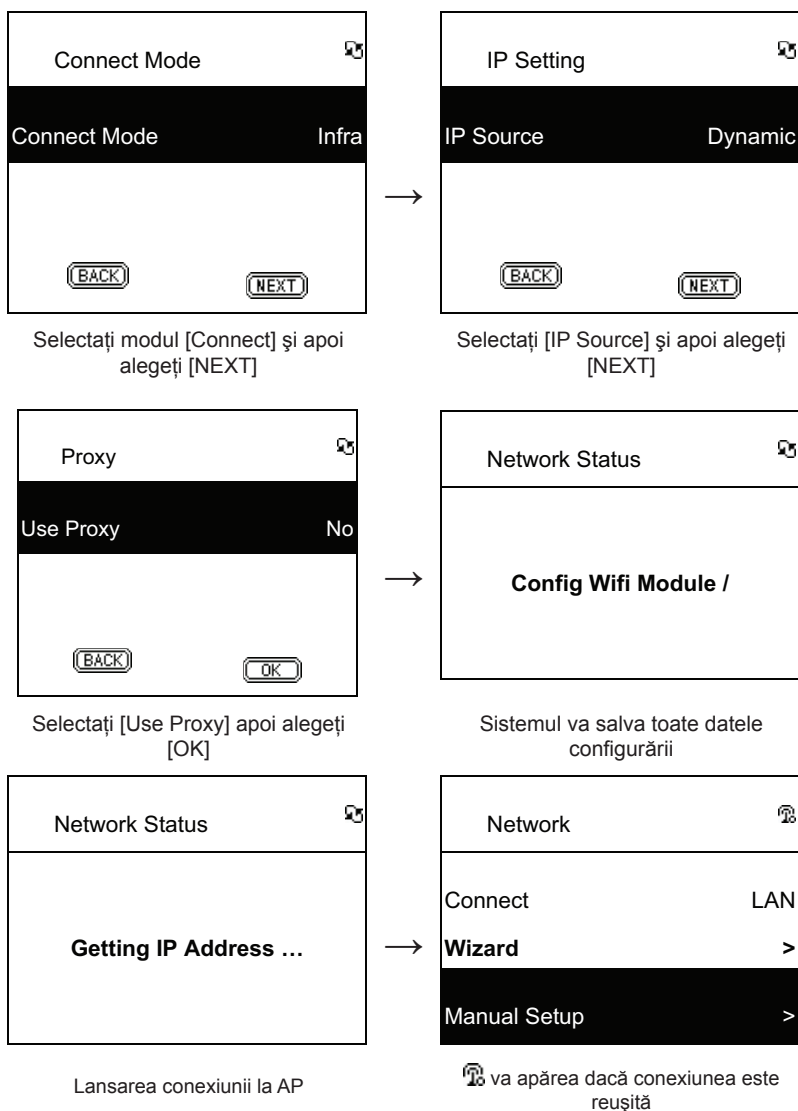 Connect Mode
Connect Mode Infra
BACK NEXT
Selectați modul [Connect] şi apoi
alegeți [NEXT]
→
IP Setting
IP Source Dynamic
BACK NEXT
Selectați [IP Source] şi apoi alegeți
[NEXT]
Proxy
Use Proxy No
BACK OK
Selectați [Use Proxy] apoi alegeți
[OK]
→
Network Status
Config Wifi Module /
Sistemul va salva toate datele
configurării
Network Status
Getting IP Address …
Lansarea conexiunii la AP
→
Network
Connect LAN
Wizard >
Manual Setup >
va apărea dacă conexiunea este
reuşită